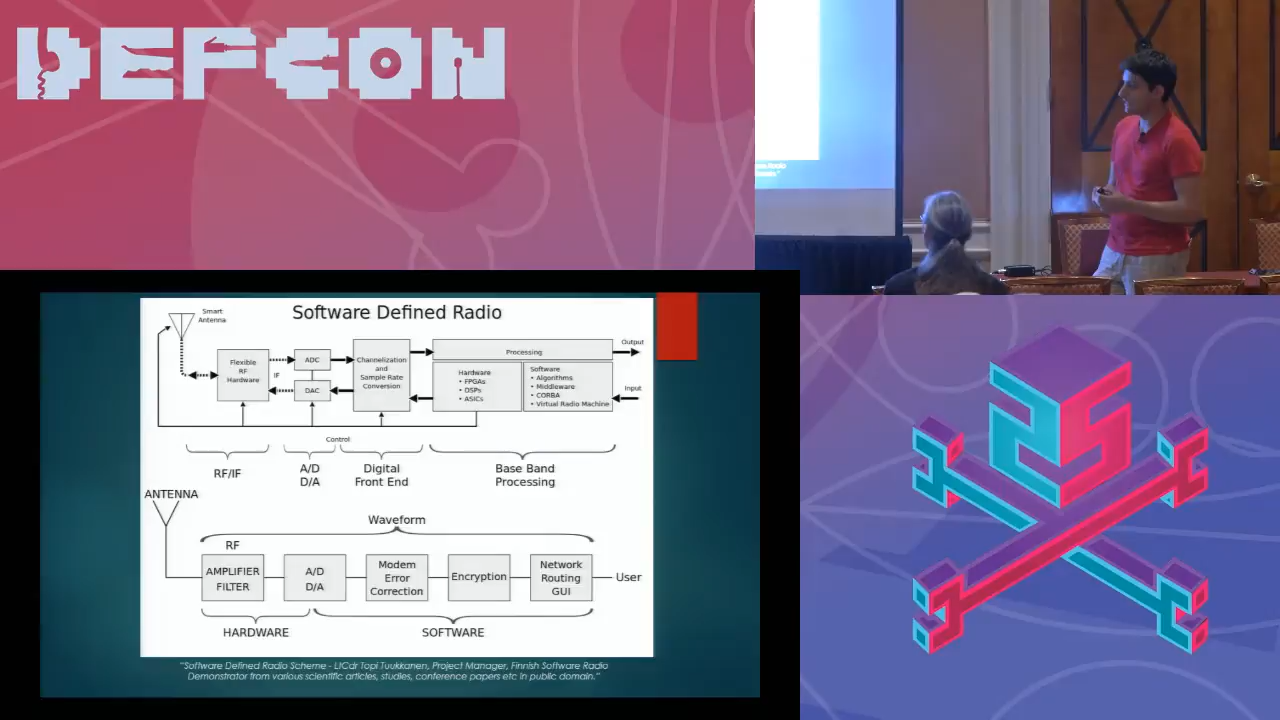 DEFCON
Software Defined Radio
Smart
Antenna
Flexible
RF
Hardware
IF
ADC
DAC
Channelization
and
Sample Rate
Conversion
Processing
Hardware
• FPGAs
• DSPs
• ASICs
Software
• Algorithms
• Middleware
• CORBA
• Virtual Radio Machine
Output
Input
Control
RF/IF
A/D
D/A
Digital
Front End
Base Band
Processing
ANTENNA
Waveform
RF
AMPLIFIER
FILTER
A/D
D/A
Modem
Error
Correction
Encryption
Network
Routing
GUI
User
HARDWARE
SOFTWARE
"Software Defined Radio Scheme - LtCdr Topi Tuukkanen, Project Manager, Finnish Software Radio
Demonstrator from various scientific articles, studies, conference papers etc in public domain."
25